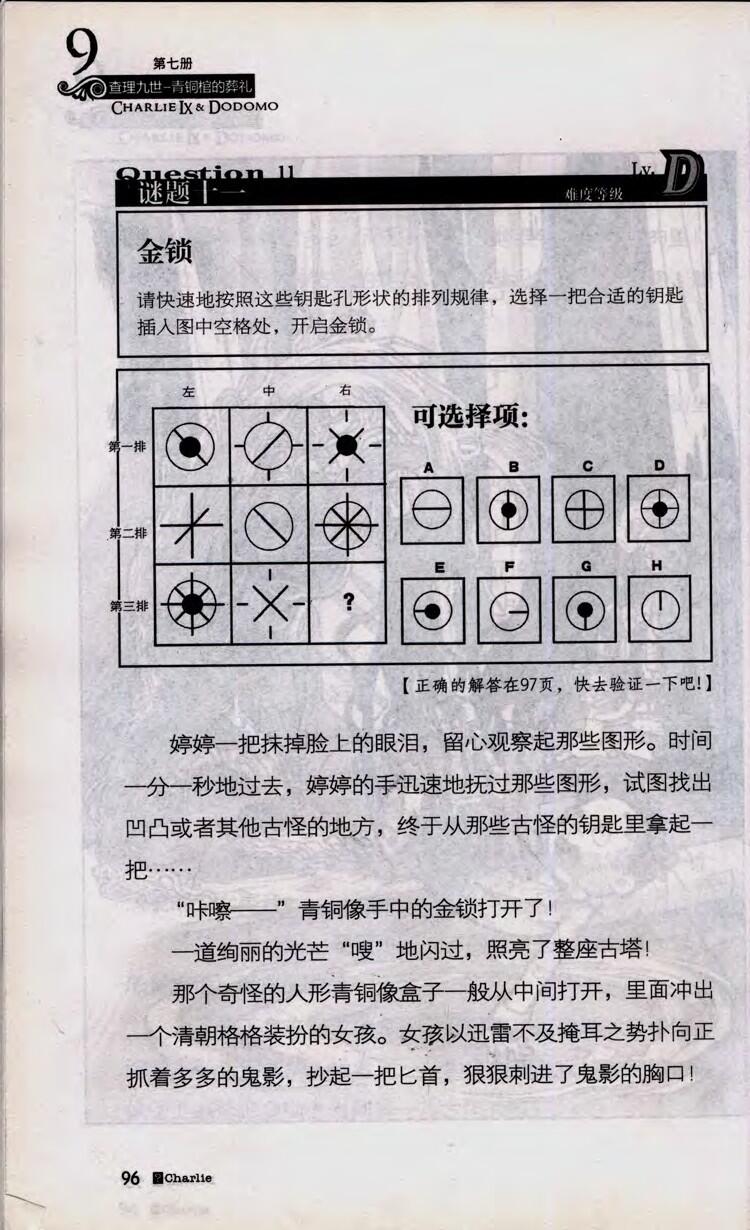 9
第七册
查理九世-青铜棺的葬礼
CHARLIE IX & DODOMO
Question 11
Lv. D
谜题十一
难度等级
金锁
请快速地按照这些钥匙孔形状的排列规律，选择一把合适的钥匙
插入图中空格处，开启金锁。
左 中 右
可选择项：
第一排
第二排
第三排
?
A B C D
E F G H
【正确的解答在97页，快去验证一下吧!】
婷婷一把抹掉脸上的眼泪，留心观察起那些图形。时间
一分一秒地过去，婷婷的手迅速地抚过那些图形，试图找出
凹凸或者其他古怪的地方，终于从那些古怪的钥匙里拿起一
把……
“咔嚓——”青铜像手中的金锁打开了！
一道绚丽的光芒“嗖”地闪过，照亮了整座古塔！
那个奇怪的人形青铜像盒子一般从中间打开，里面冲出
一个清朝格格装扮的女孩。女孩以迅雷不及掩耳之势扑向正
抓着多多的鬼影，抄起一把匕首，狠狠刺进了鬼影的胸口！
96 Charlie